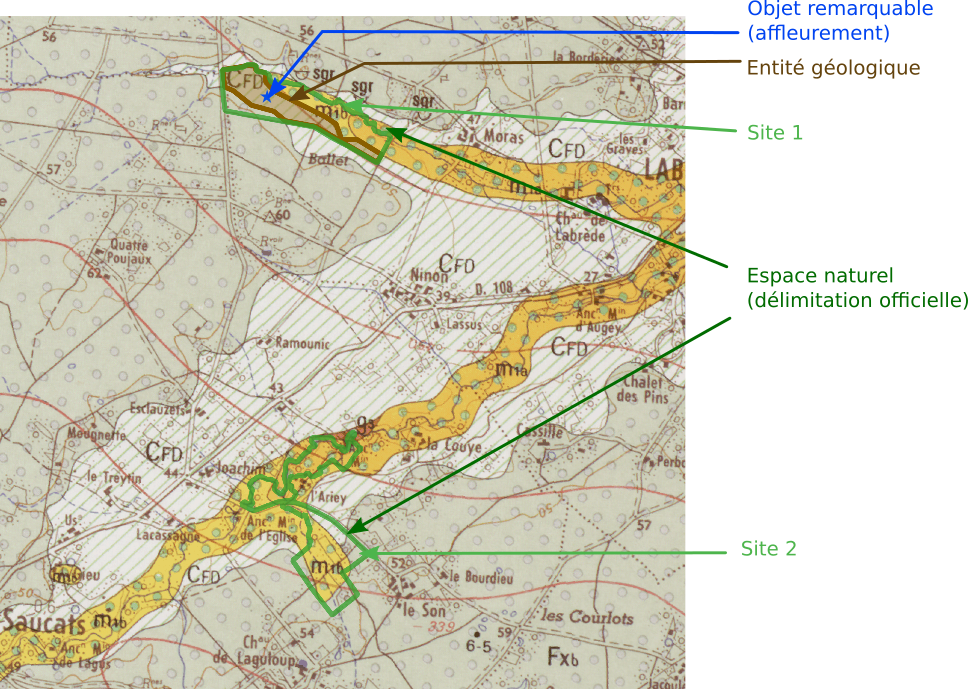 Objet remarquable
(affleurement)
56
56
52
la Bordes
Entité géologique
CFD
sgr
sgr
sgr
Bar
m1b
47
Moras
les
Graves
Site 1
CFD
Ballet
57
LAB
Chau de
Labrède
60
Quatre
Poujaux
62
CFD
Ninon
39
D. 108
27
Espace naturel
(délimitation officielle)
Anc. Min
d'Augey
Lassus
Ramounic
CFD
m1a
43
Chalet
des Pins
Esclauzets
g3
Mougnette
la Louye
Cassille
CFD
44
Joachim
Perbo
le Treytin
l'Ariey
Us.
Lacassagne
Anc. Min
de l'Eglise
57
Site 2
m1b
52
le Bourdieu
CFD
le Son
les Courlots
339
Saucats
m1b
54
59
6-5
Chau
de Laguloup
Fxb
Anc. Min
de Lagus
49